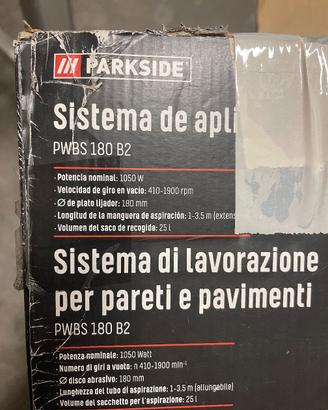 PARKSIDE
Sistema de apli
PWBS 180 B2
· Potencia nominal: 1050 W
· Velocidad de giro en vacío: 410-1900 rpm
· Ø de plato lijador: 180 mm
· Longitud de la manguera de aspiración: 1-3,5 m (extens
· Volumen del saco de recogida: 25 l
Sistema di lavorazione
per pareti e pavimenti
PWBS 180 B2
· Potenza nominale: 1050 Watt
· Numero di giri a vuoto: n 410-1900 min⁻¹
· Ø disco abrasivo: 180 mm
· Lunghezza del tubo di aspirazione: 1-3,5 m (allungabile)
· Volume del sacchetto per l'aspirazione: 25 l